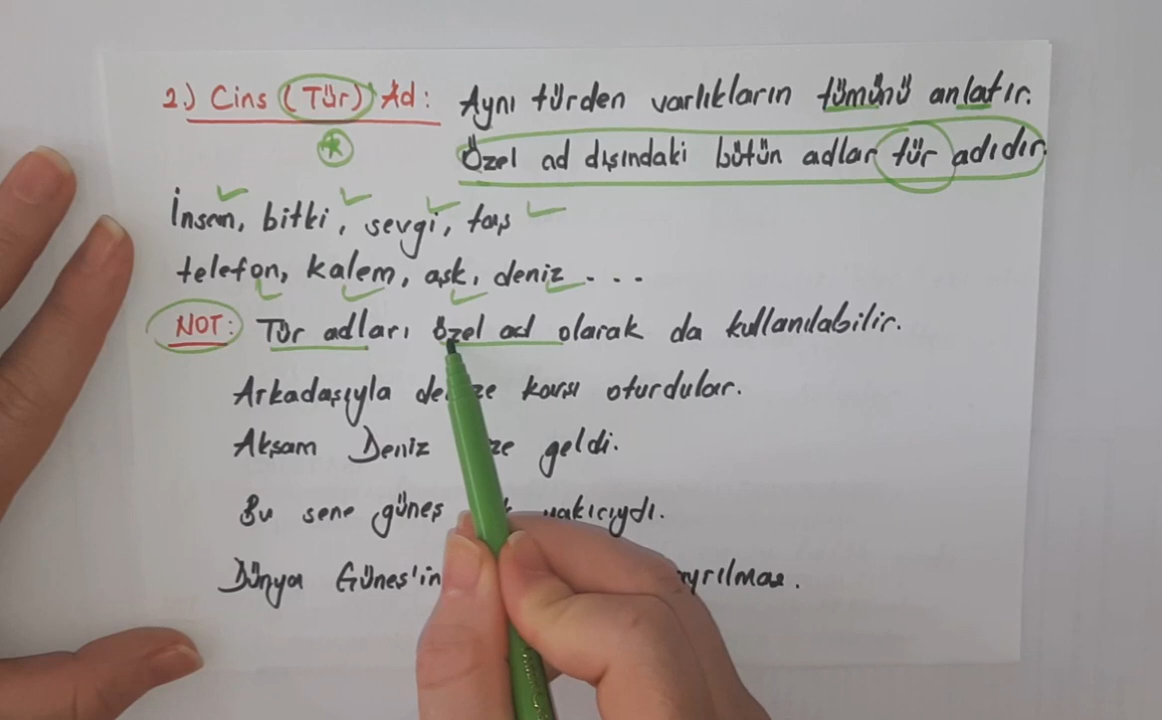 2.) Cins (Tür) Ad: Aynı türden varlıkların tümünü anlatır.
Özel ad dışındaki bütün adlar tür adıdır.
İnsan, bitki, sevgi, taş
telefon, kalem, aşk, deniz...
NOT: Tür adları özel ad olarak da kullanılabilir.
Arkadaşıyla denize karşı oturdular.
Akşam Deniz geldi.
Bu sene güneş yakıcıydı.
Dünya Güneş'in